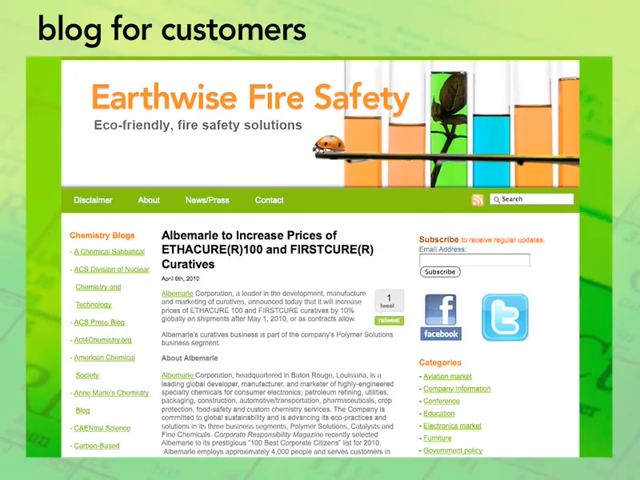 blog for customers
Earthwise Fire Safety
Eco-friendly, fire safety solutions
Disclaimer
About
News/Press
Contact
Search
Chemistry Blogs
- A Chemical Sabbatical
- ACS Division of Nuclear
Chemistry and
Technology
- ACS Press Blog
- Act4Chemistry.org
- American Chemical
Society
- Anne Marie's Chemistry
Blog
- C&ENtral Science
- Carbon-Based
Albemarle to Increase Prices of
ETHACURE(R)100 and FIRSTCURE(R)
Curatives
April 6th, 2010
Albemarle Corporation, a leader in the development, manufacture
and marketing of curatives, announced today that it will increase
prices of ETHACURE 100 and FIRSTCURE curatives by 10%
globally on shipments after May 1, 2010, or as contracts allow.
1
tweet
retweet
Albemarle's curatives business is part of the company's Polymer Solutions
business segment.
About Albemarle
Albemarle Corporation, headquartered in Baton Rouge, Louisiana, is a
leading global developer, manufacturer, and marketer of highly-engineered
specialty chemicals for consumer electronics, petroleum refining, utilities,
packaging, construction, automotive/transportation, pharmaceuticals, crop
protection, food-safety and custom chemistry services. The Company is
committed to global sustainability and is advancing its eco-practices and
solutions in its three business segments, Polymer Solutions, Catalysts and
Fine Chemicals. Corporate Responsibility Magazine recently selected
Albemarle to its prestigious "100 Best Corporate Citizens" list for 2010.
Albemarle employs approximately 4,000 people and serves customers in
Subscribe to receive regular updates.
Email Address:
Subscribe
facebook
Categories
- Aviation market
- Company information
- Conference
- Education
- Electronics market
- Furniture
- Government policy